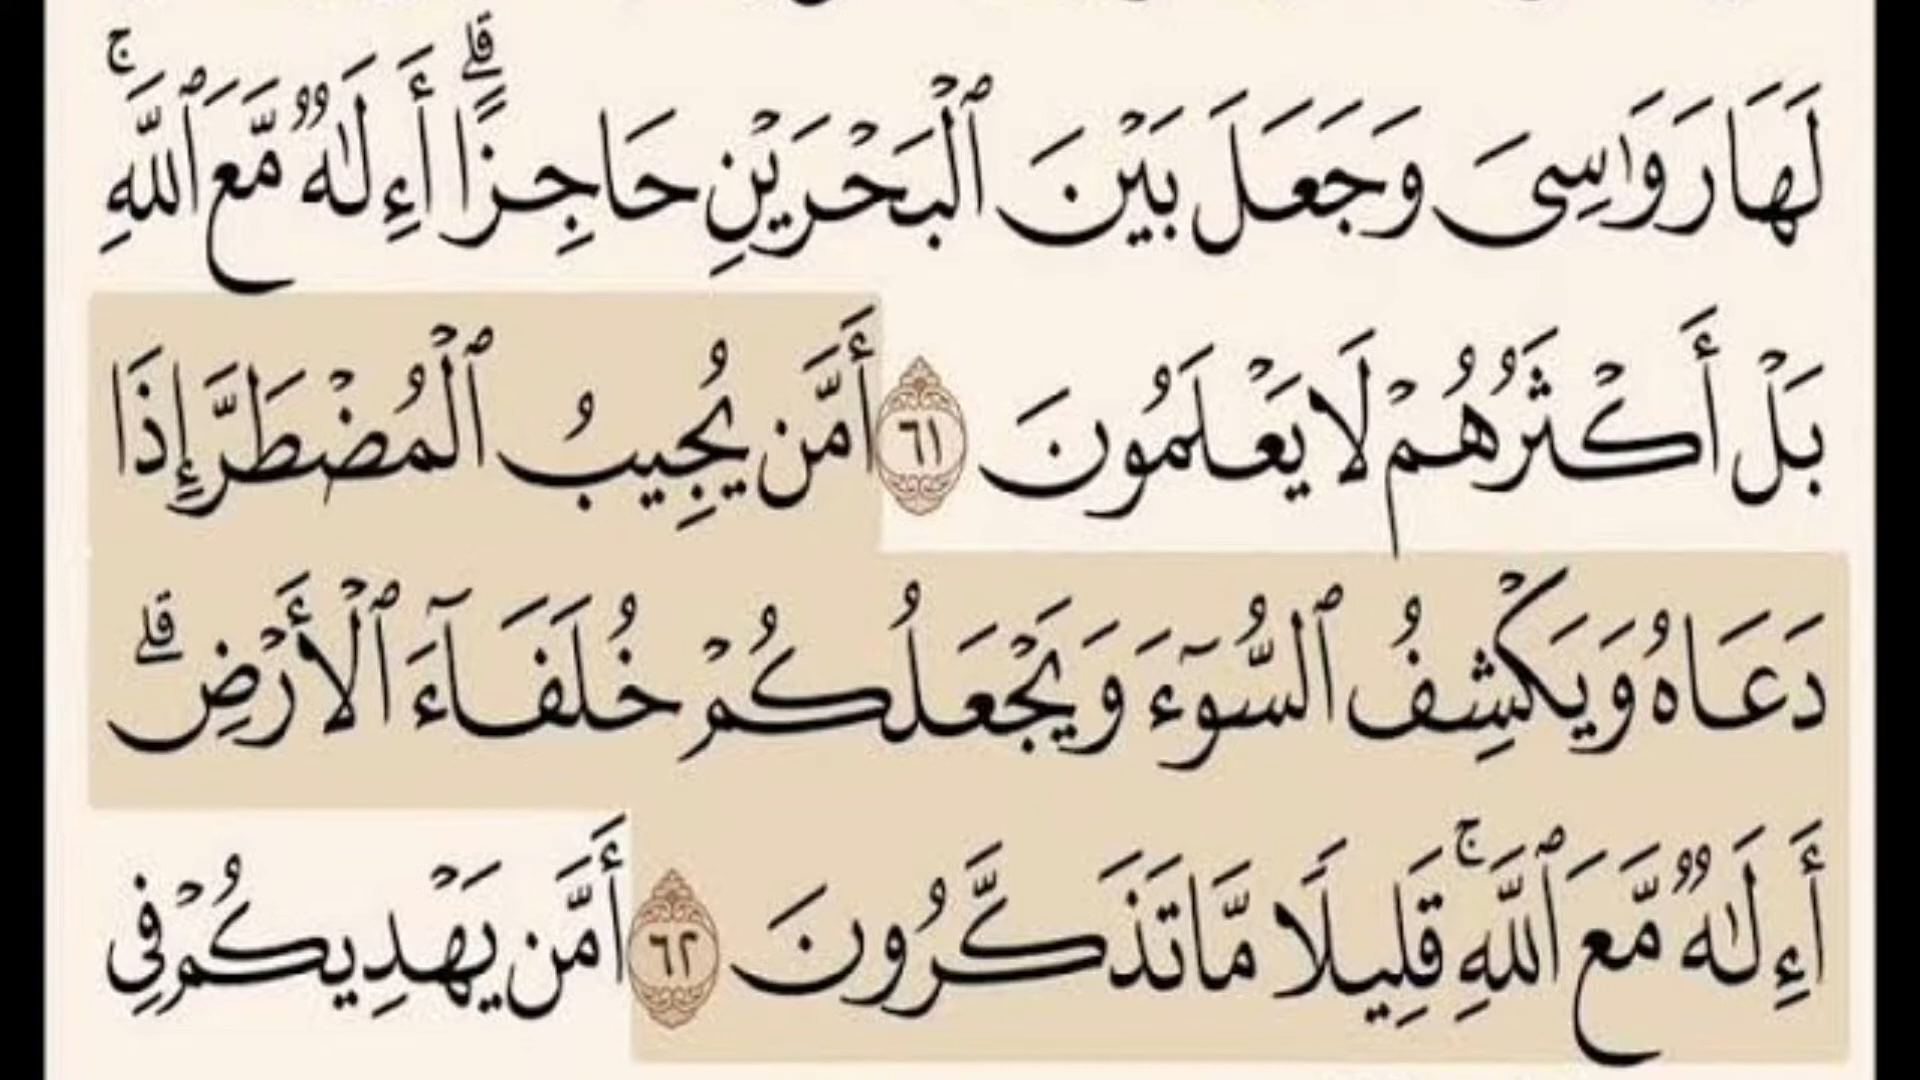 لَهَا رَوَٰسِىَ وَجَعَلَ بَيْنَ ٱلْبَحْرَيْنِ حَاجِزًا ۗ أَءِلَٰهٌ مَّعَ ٱللَّهِ ۚ
بَلْ أَكْثَرُهُمْ لَا يَعْلَمُونَ ٦١ أَمَّن يُجِيبُ ٱلْمُضْطَرَّ إِذَا
دَعَاهُ وَيَكْشِفُ ٱلسُّوٓءَ وَيَجْعَلُكُمْ خُلَفَآءَ ٱلْأَرْضِ ۗ
أَءِلَٰهٌ مَّعَ ٱللَّهِ ۚ قَلِيلًا مَّا تَذَكَّرُونَ ٦٢ أَمَّن يَهْدِيكُمْ فِى